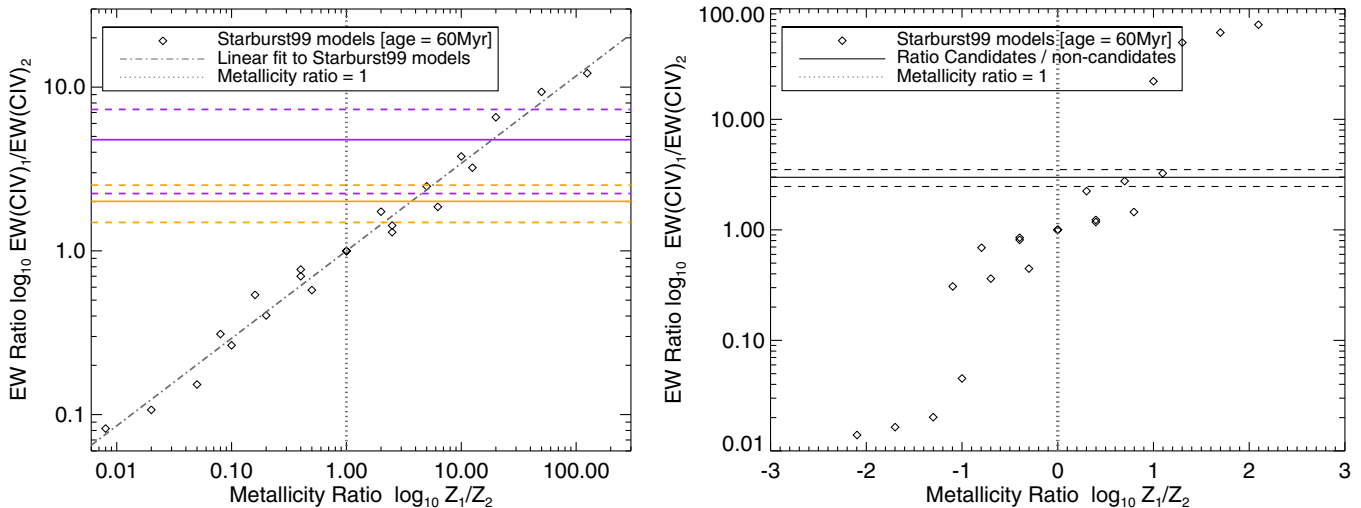 Starburst99 models [age = 60Myr]
Linear fit to Starburst99 models
Metallicity ratio = 1
10.0
1.0
0.1
EW Ratio log10 EW(CIV)1/EW(CIV)2
0.01 0.10 1.00 10.00 100.00
Metallicity Ratio log10 Z1/Z2
100.00
Starburst99 models [age = 60Myr]
Ratio Candidates / non-candidates
Metallicity ratio = 1
100.00
10.00
1.00
0.10
0.01
EW Ratio log10 EW(CIV)1/EW(CIV)2
-3 -2 -1 0 1 2 3
Metallicity Ratio log10 Z1/Z2